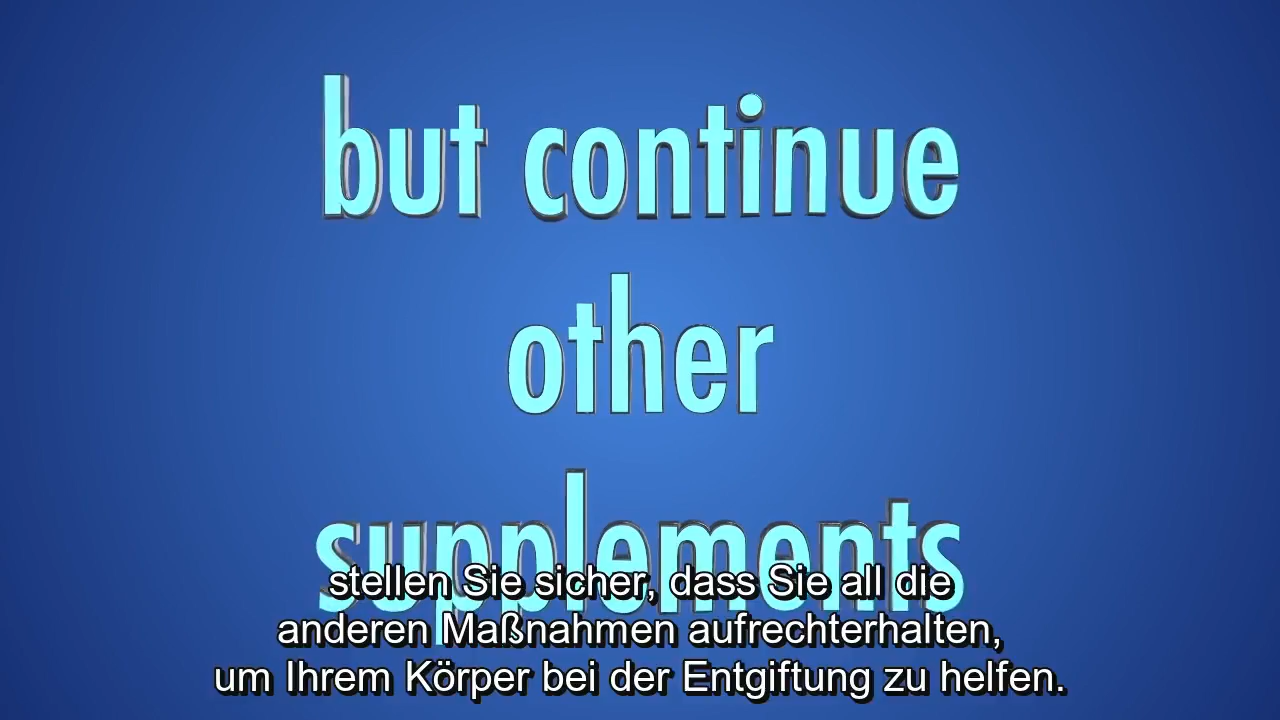 but continue
other
supplements
stellen Sie sicher, dass Sie all die
anderen Maßnahmen aufrechterhalten,
um Ihrem Körper bei der Entgiftung zu helfen.